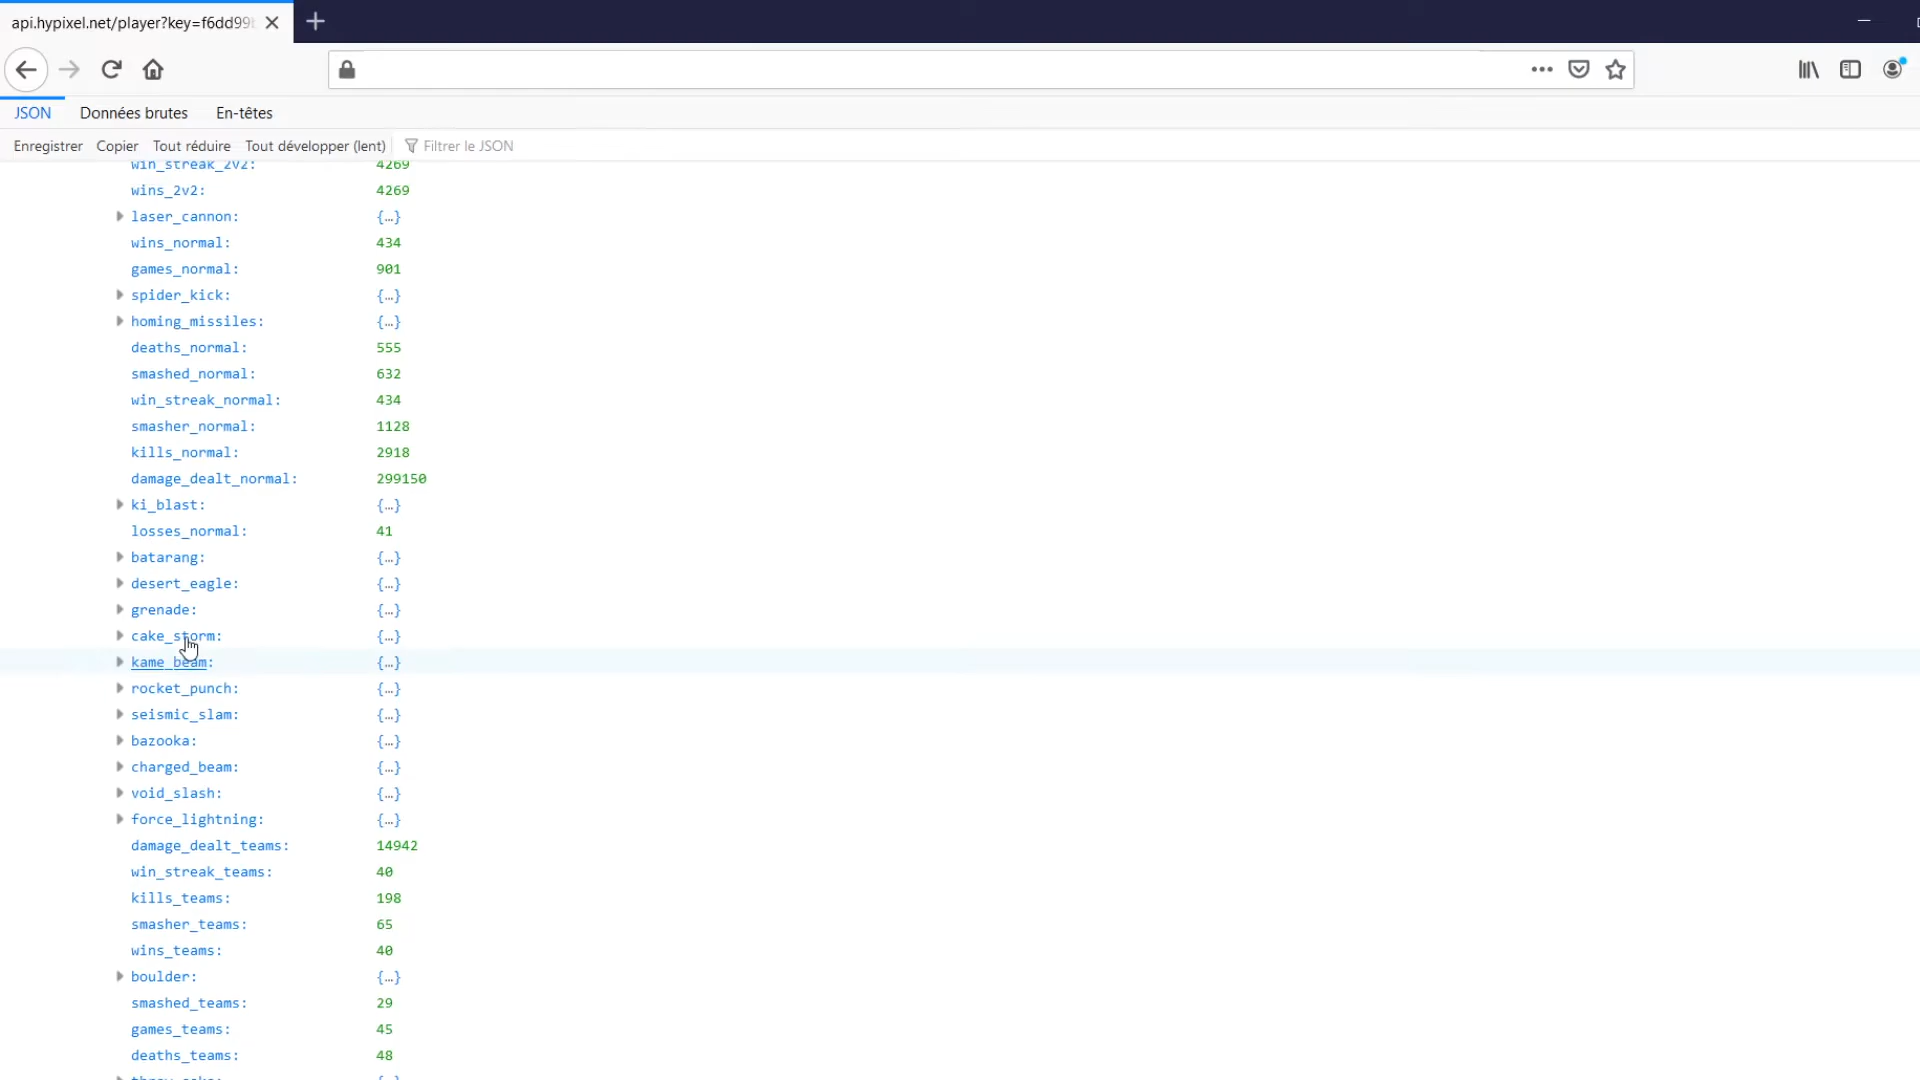 api.hypixel.net/player?key=f6dd99
JSON Données brutes En-têtes
Enregistrer Copier Tout réduire Tout développer (lent) Filtrer le JSON
win_streak_2v2: 4269
wins_2v2: 4269
laser_cannon: {…}
wins_normal: 434
games_normal: 901
spider_kick: {…}
homing_missiles: {…}
deaths_normal: 555
smashed_normal: 632
win_streak_normal: 434
smasher_normal: 1128
kills_normal: 2918
damage_dealt_normal: 299150
ki_blast: {…}
losses_normal: 41
batarang: {…}
desert_eagle: {…}
grenade: {…}
cake_storm: {…}
kame_beam: {…}
rocket_punch: {…}
seismic_slam: {…}
bazooka: {…}
charged_beam: {…}
void_slash: {…}
force_lightning: {…}
damage_dealt_teams: 14942
win_streak_teams: 40
kills_teams: 198
smasher_teams: 65
wins_teams: 40
boulder: {…}
smashed_teams: 29
games_teams: 45
deaths_teams: 48